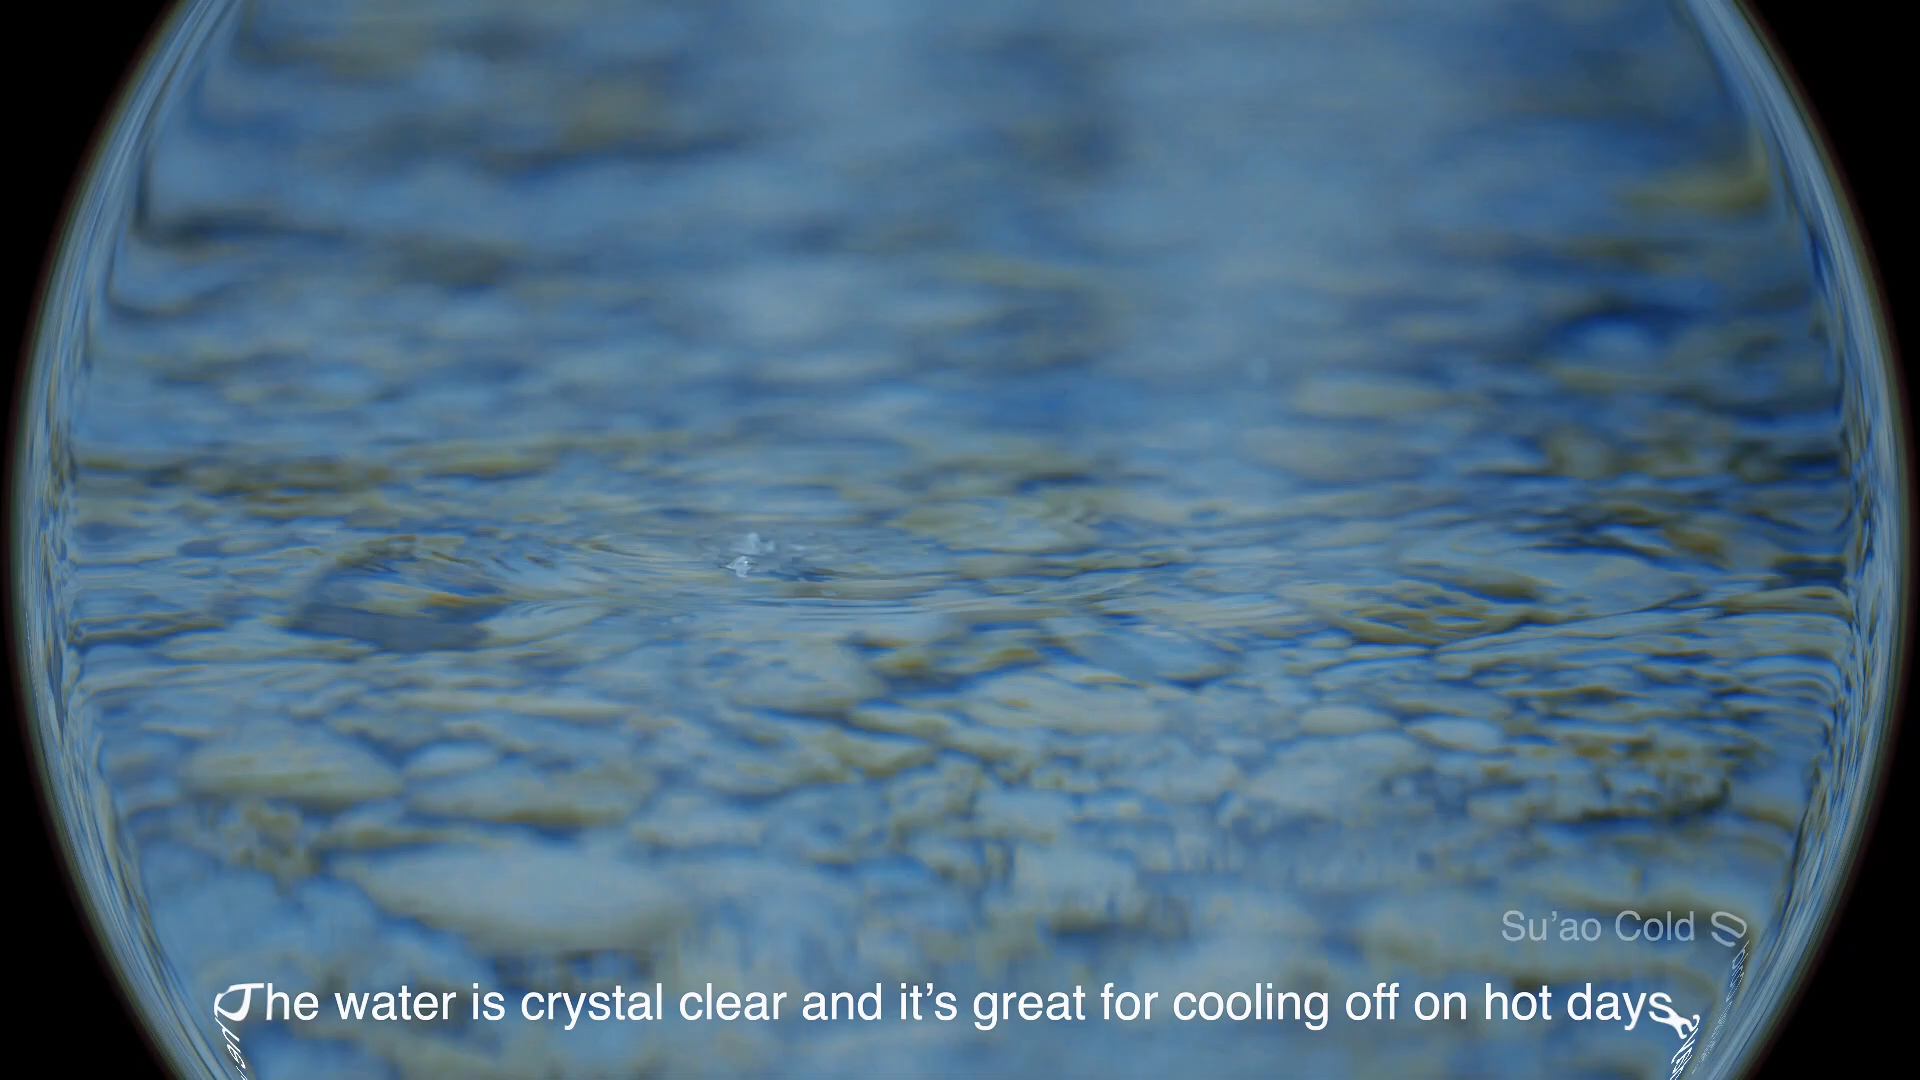 Su’ao Cold
The water is crystal clear and it’s great for cooling off on hot days